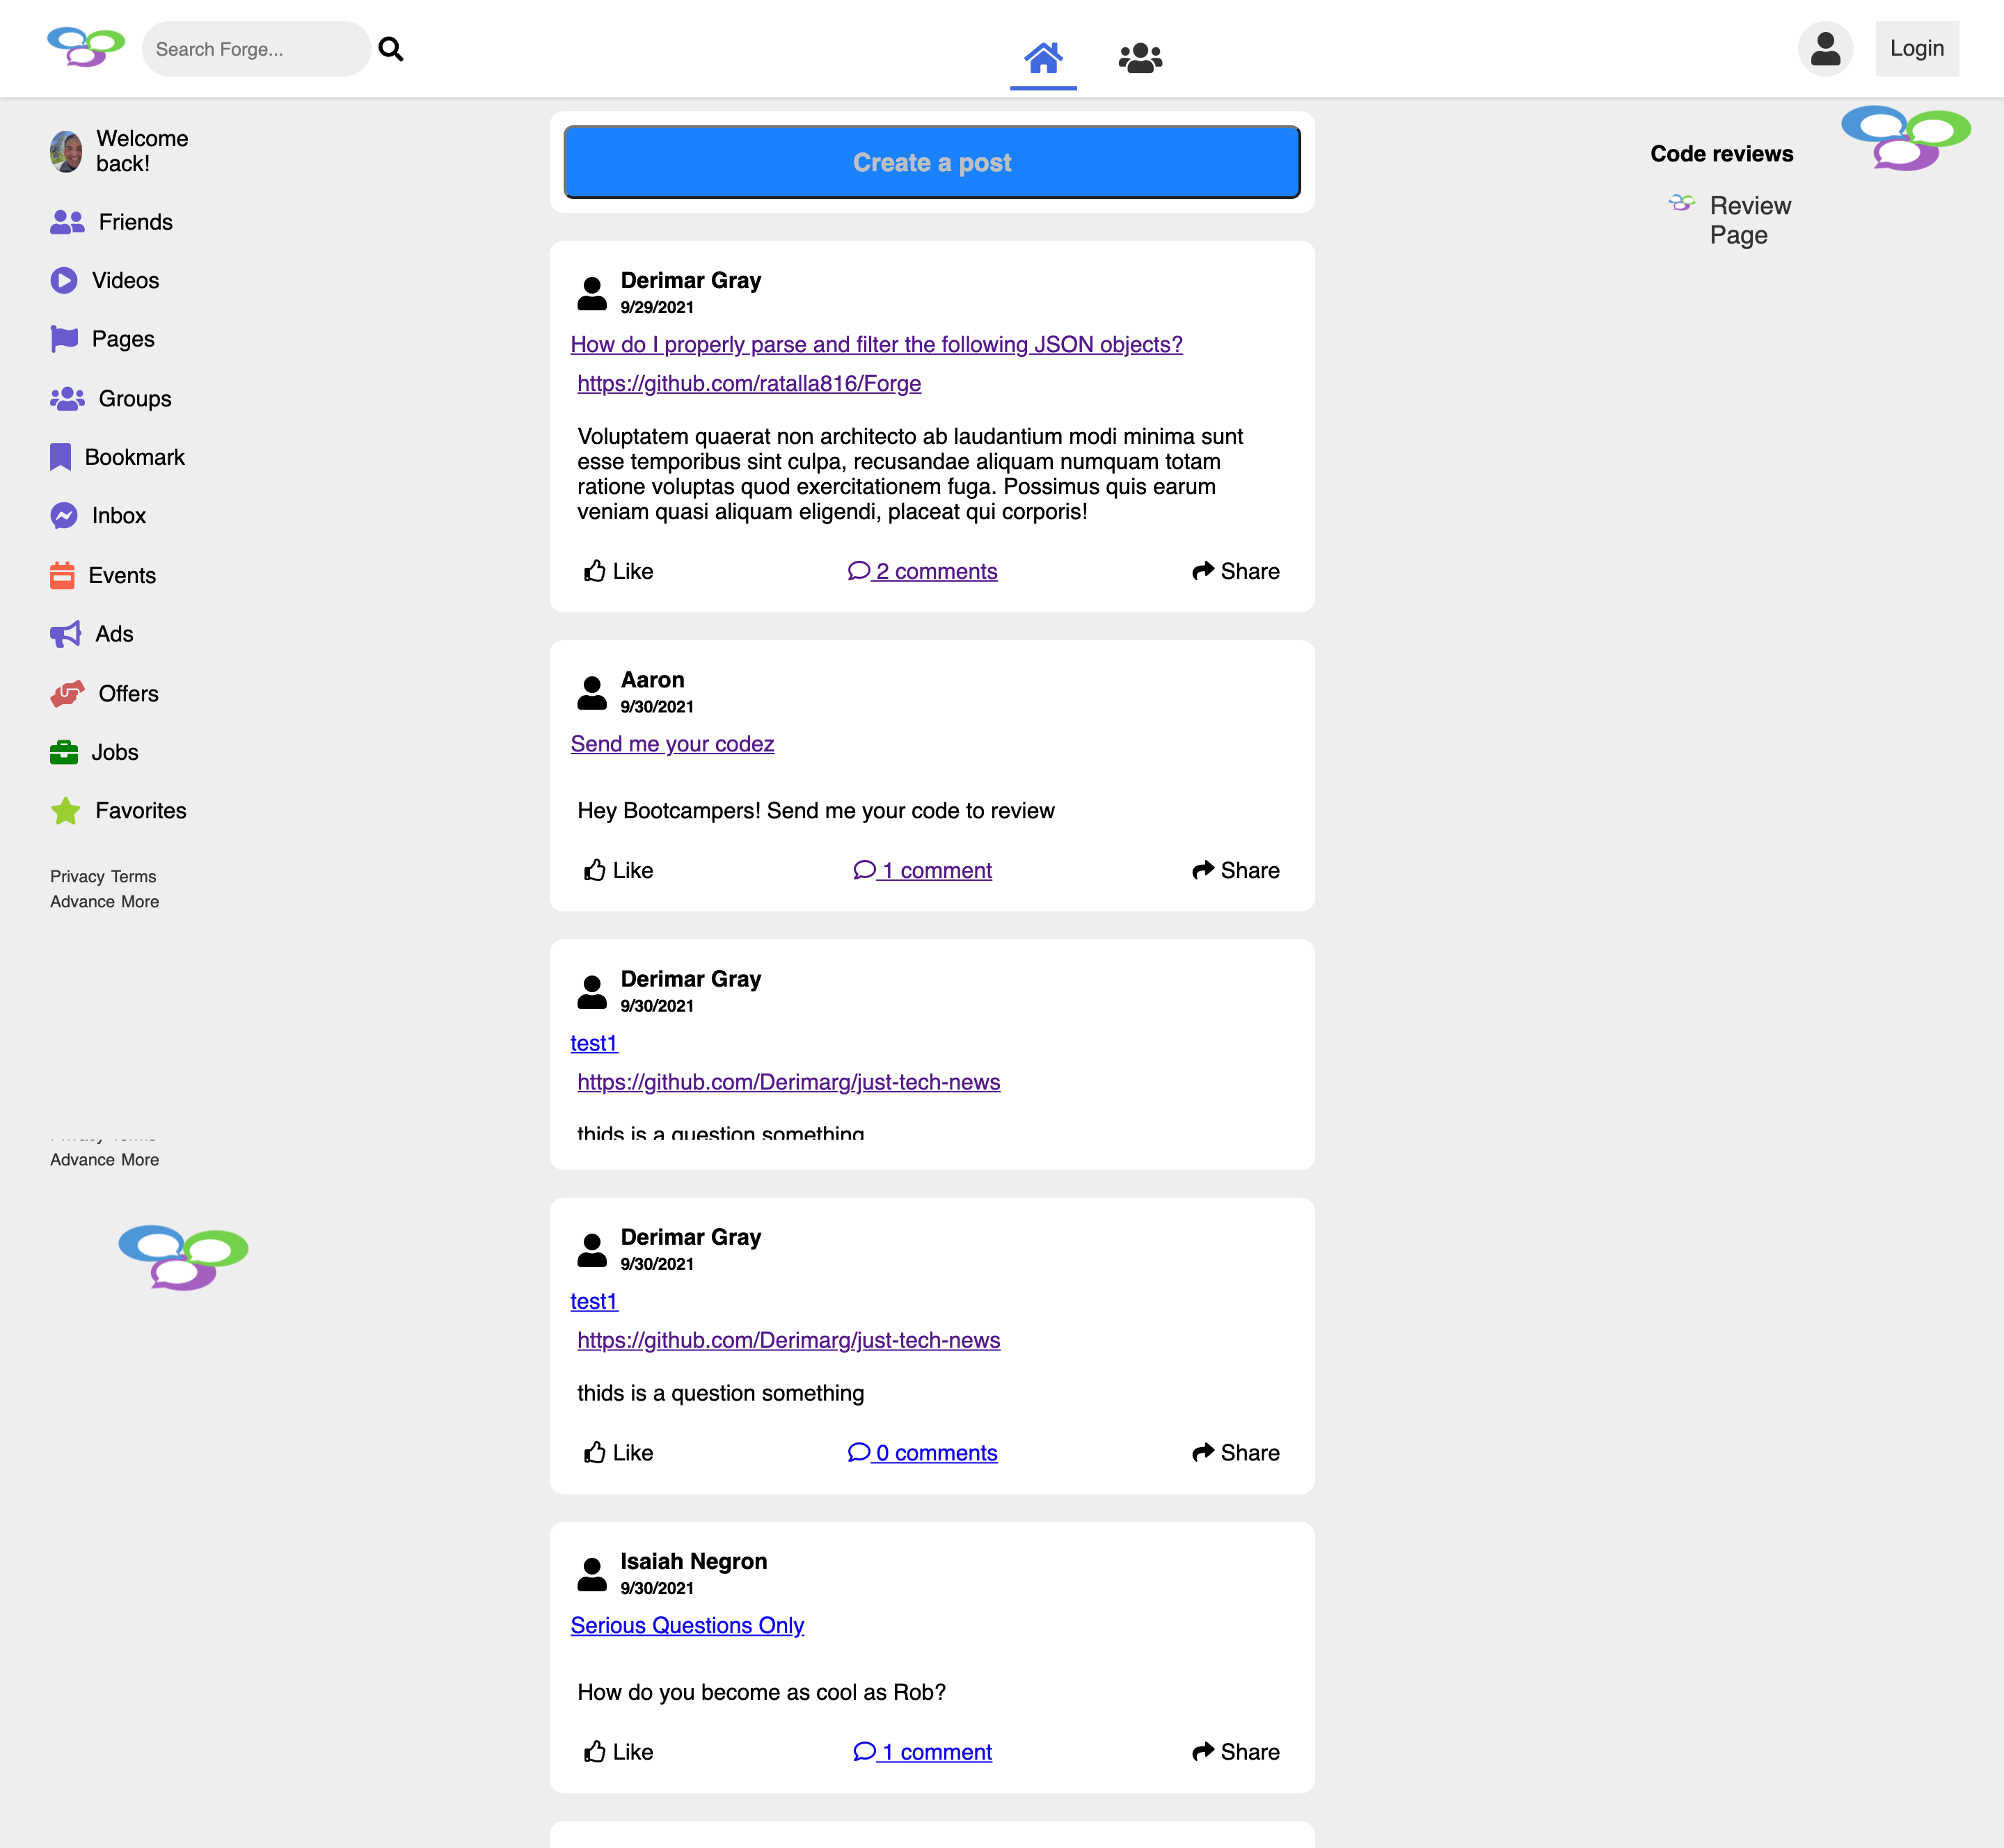 Search Forge...
Login
Welcome
back!
Friends
Videos
Pages
Groups
Bookmark
Inbox
Events
Ads
Offers
Jobs
Favorites
Privacy Terms
Advance More
Advance More
Create a post
Derimar Gray
9/29/2021
How do I properly parse and filter the following JSON objects?
https://github.com/ratalla816/Forge
Voluptatem quaerat non architecto ab laudantium modi minima sunt
esse temporibus sint culpa, recusandae aliquam numquam totam
ratione voluptas quod exercitationem fuga. Possimus quis earum
veniam quasi aliquam eligendi, placeat qui corporis!
Like 2 comments Share
Aaron
9/30/2021
Send me your codez
Hey Bootcampers! Send me your code to review
Like 1 comment Share
Derimar Gray
9/30/2021
test1
https://github.com/Derimarg/just-tech-news
thids is a question something
Derimar Gray
9/30/2021
test1
https://github.com/Derimarg/just-tech-news
thids is a question something
Like 0 comments Share
Isaiah Negron
9/30/2021
Serious Questions Only
How do you become as cool as Rob?
Like 1 comment Share
Code reviews
Review
Page